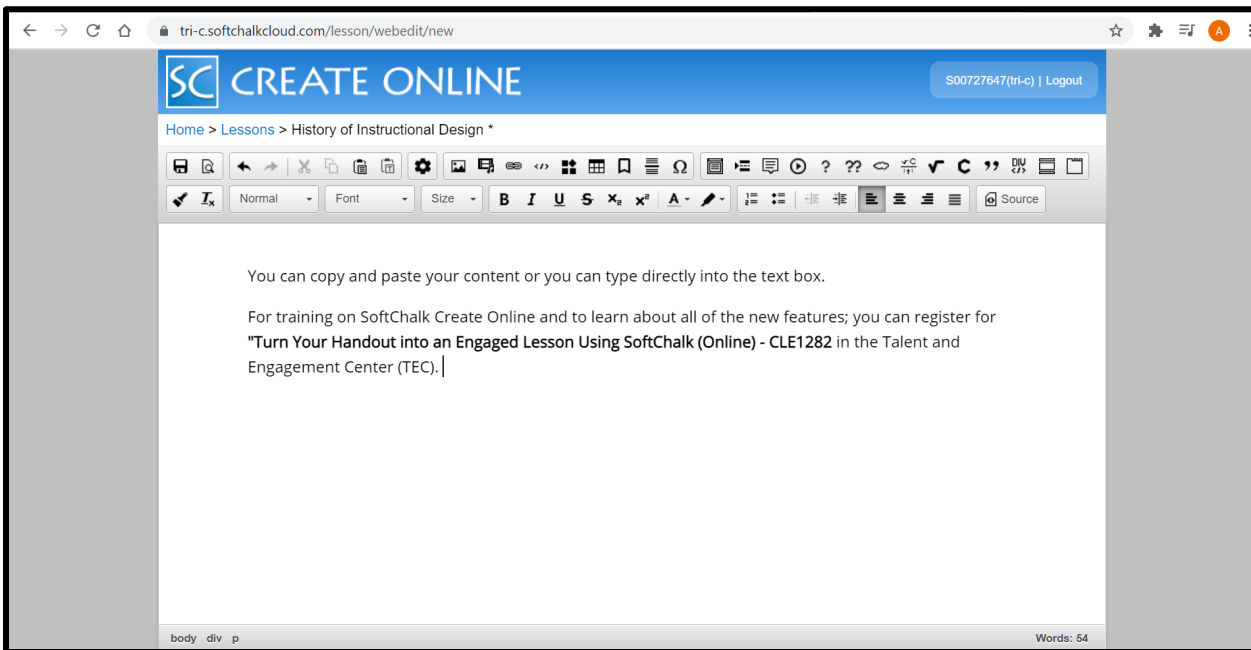 tri-c.softchalkcloud.com/lesson/webedit/new
A
SC CREATE ONLINE
S00727647(tri-c) | Logout
Home > Lessons > History of Instructional Design *
Ω ? ?? √ C ,, DIV </>
Ix Normal Font Size B I U S x₂ x² A Source
You can copy and paste your content or you can type directly into the text box.
For training on SoftChalk Create Online and to learn about all of the new features; you can register for
"Turn Your Handout into an Engaged Lesson Using SoftChalk (Online) - CLE1282 in the Talent and
Engagement Center (TEC).
body div p
Words: 54